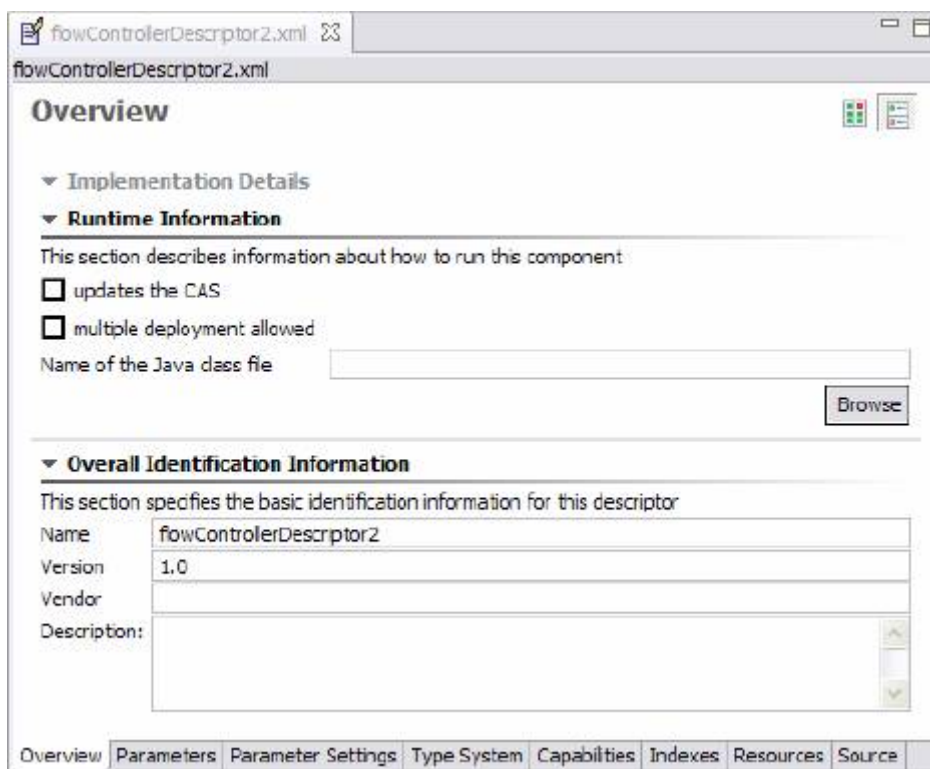 flowControllerDescriptor2.xml
flowControllerDescriptor2.xml
Overview
Implementation Details
Runtime Information
This section describes information about how to run this component
updates the CAS
multiple deployment allowed
Name of the Java class file
Browse
Overall Identification Information
This section specifies the basic identification information for this descriptor
Name flowControllerDescriptor2
Version 1.0
Vendor
Description:
Overview Parameters Parameter Settings Type System Capabilities Indexes Resources Source